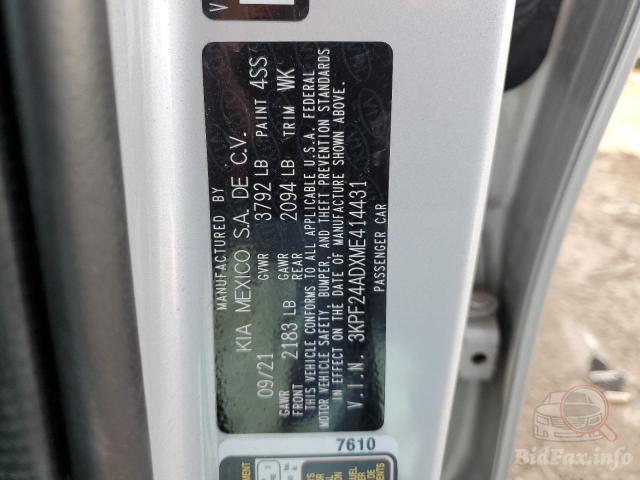 MANUFACTURED BY
KIA MEXICO S.A. DE C.V.
09/21 GVWR 3792 LB PAINT 4SS
GAWR FRONT 2183 LB GAWR REAR 2094 LB TRIM WK
THIS VEHICLE CONFORMS TO ALL APPLICABLE U.S.A. FEDERAL
MOTOR VEHICLE SAFETY, BUMPER, AND THEFT PREVENTION STANDARDS
IN EFFECT ON THE DATE OF MANUFACTURE SHOWN ABOVE.
V.I.N. 3KPF24ADXME414431
PASSENGER CAR
7610
BidFax.info